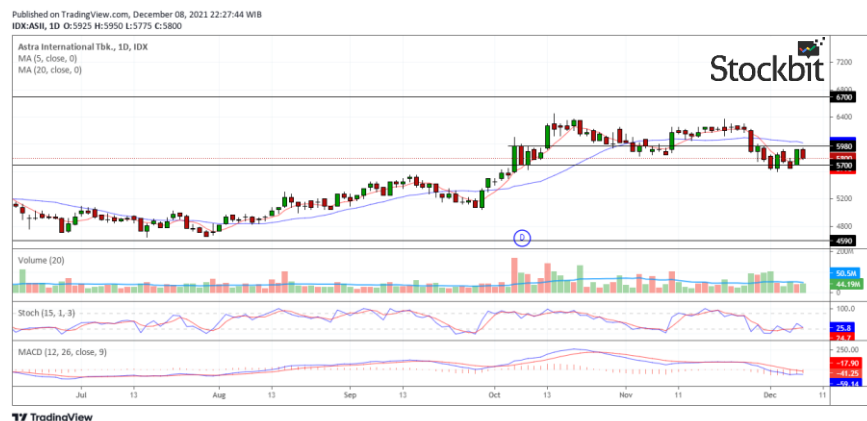 Published on TradingView.com, December 08, 2021 22:27:44 WIB
IDX:ASII, 1D O:5925 H:5950 L:5775 C:5800
Astra International Tbk., 1D, IDX
MA (5, close, 0)
MA (20, close, 0)
Stockbit
7200
6700
6400
5980
5800
5700
5200
4800
4590
D
Volume (20)
200M
50.5M
44.19M
0
Stoch (15, 1, 3)
100.0
25.8
24.7
MACD (12, 26, close, 9)
250.00
-17.90
-41.25
-59.14
Jul 13 Aug 13 Sep 13 Oct 13 Nov 11 Dec 11
TradingView